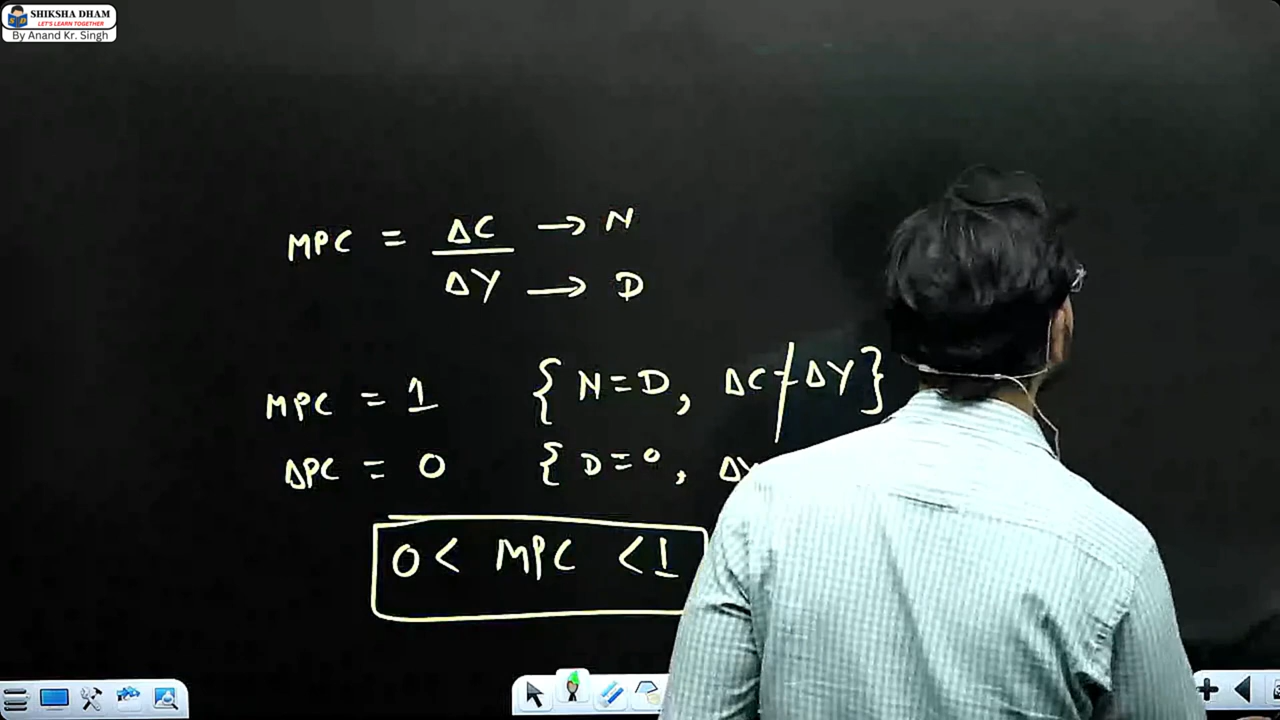 SHIKSHA DHAM
LET'S LEARN TOGETHER
By Anand Kr. Singh
MPC = ΔC/ΔY → N
→ D
MPC = 1 { N=D, ΔC=ΔY}
ΔPC = 0 { D=0, ΔY
0 < MPC < 1